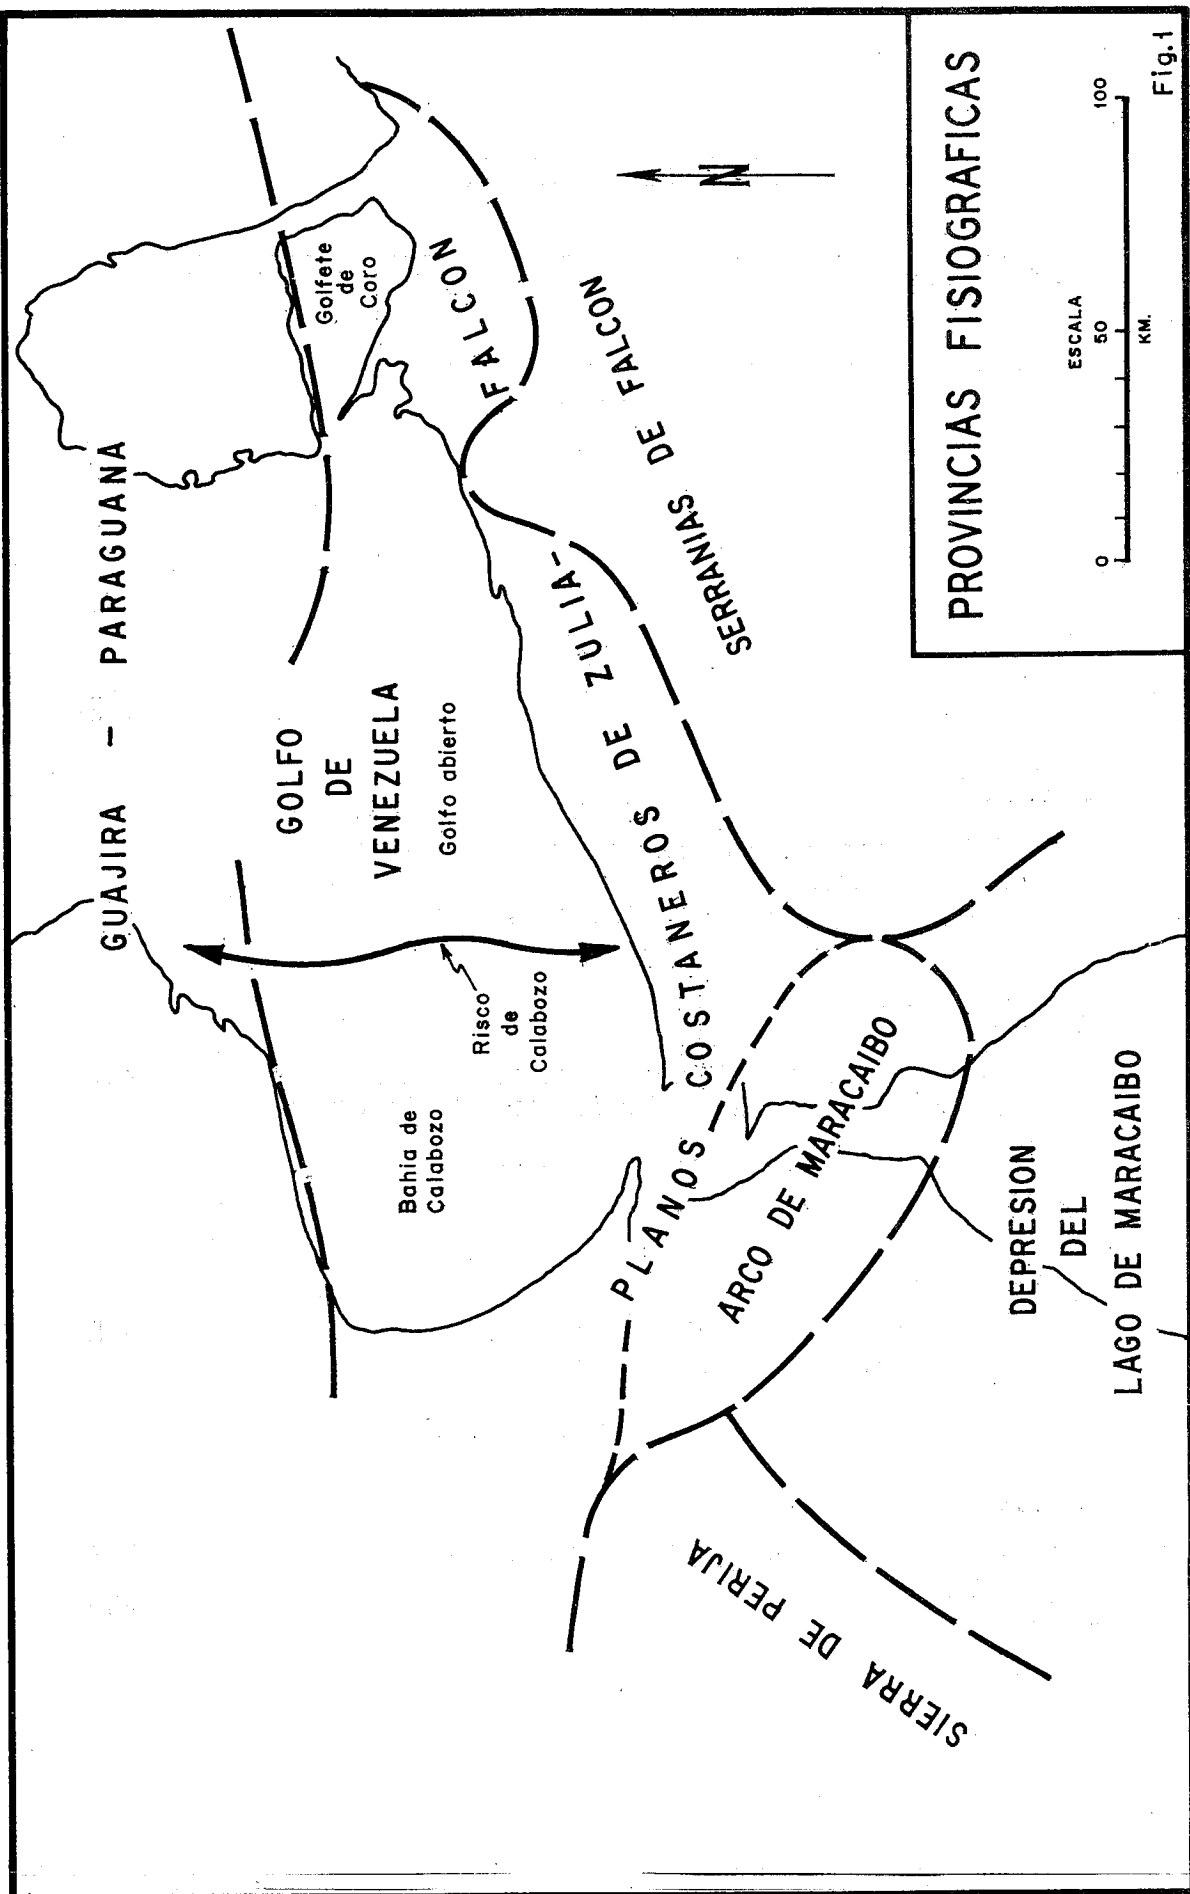 GUAJIRA - PARAGUANA
GOLFO
DE
VENEZUELA
Golfo abierto
Golfete
de
Coro
Risco
de
Calabozo
Bahia de
Calabozo
PLANOS COSTANEROS DE ZULIA-
FALCON
SERRANIAS DE FALCON
ARCO DE MARACAIBO
DEPRESION
DEL
LAGO DE MARACAIBO
SIERRA DE PERIJA
N
PROVINCIAS FISIOGRAFICAS
ESCALA
0 50 100
KM.
Fig.1